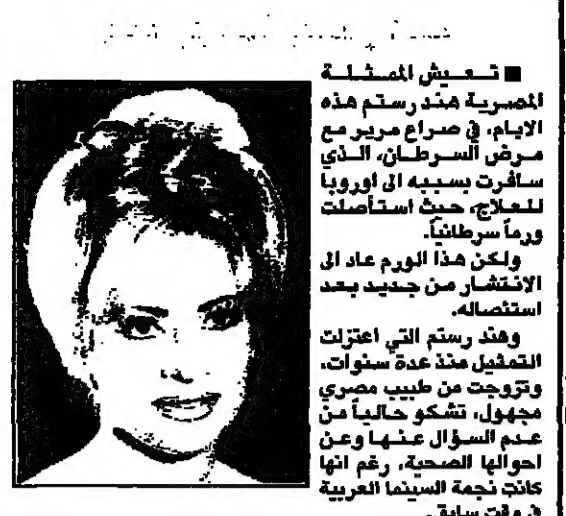 ■ تعيش الممثلة
المصرية هند رستم هذه
الايام، في صراع مرير مع
مرض السرطان، الذي
سافرت بسببه الى اوروبا
للعلاج، حيث استأصلت
ورماً سرطانياً.
ولكن هذا الورم عاد الى
الانتشار من جديد بعد
استئصاله.
وهند رستم التي اعتزلت
التمثيل منذ عدة سنوات،
وتزوجت من طبيب مصري
مجهول، تشكو حالياً من
عدم السؤال عنها وعن
احوالها الصحية، رغم انها
كانت نجمة السينما العربية
في وقت سابق.